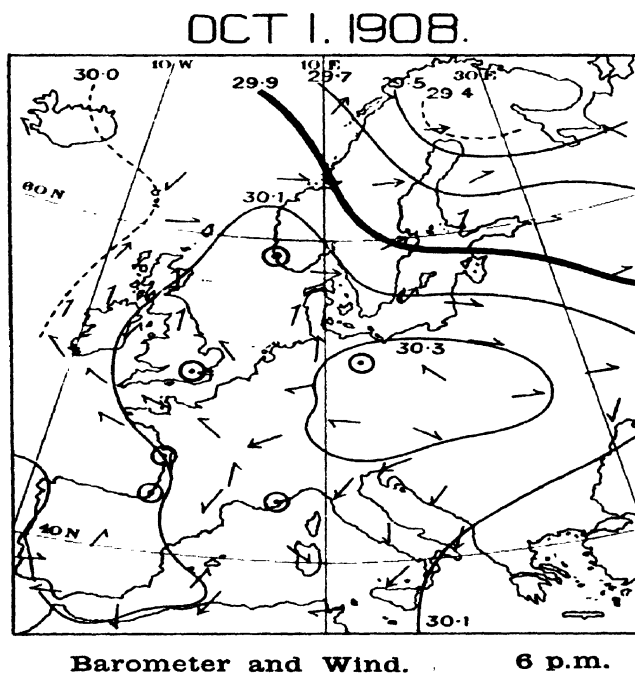 OCT 1. 1908.
10 W
10 E
30 E
30.0
29.9
29.7
29.5
29.4
60 N
30.1
30.3
40 N
30.1
Barometer and Wind.
6 p.m.